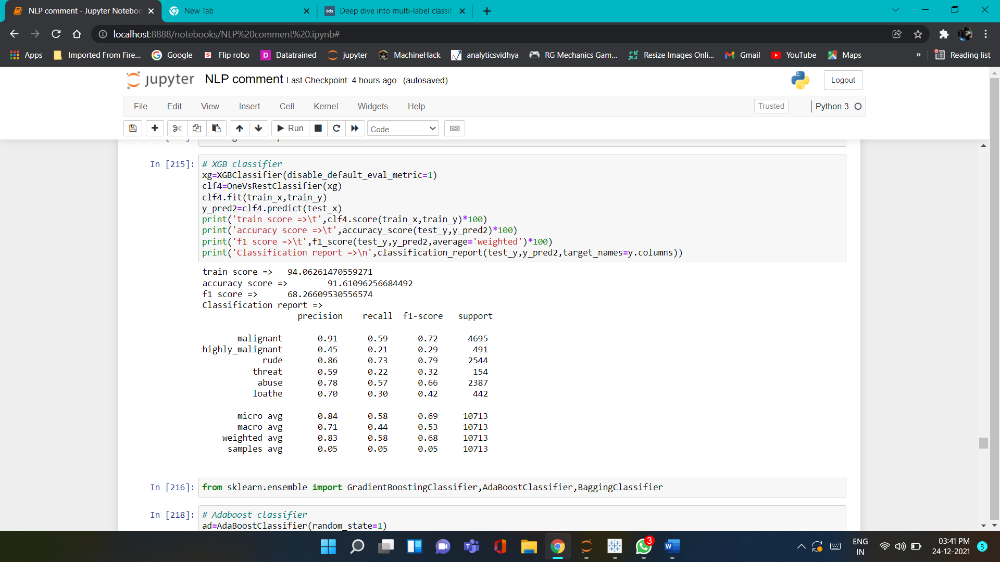 NLP comment - Jupyter Noteboo
New Tab
tds Deep dive into multi-label classif
localhost:8888/notebooks/NLP%20comment%20.ipynb#
Apps
Imported From Fire...
Google
Flip robo
D Datatrained
jupyter
MachineHack
analyticsvidhya
RG Mechanics Gam...
Resize Images Onli...
Gmail
YouTube
Maps
»
Reading list
jupyter NLP comment Last Checkpoint: 4 hours ago (autosaved)
Logout
File Edit View Insert Cell Kernel Widgets Help
Trusted
Python 3
Run
Code
In [215]: # XGB classifier
xg=XGBClassifier(disable_default_eval_metric=1)
clf4=OneVsRestClassifier(xg)
clf4.fit(train_x,train_y)
y_pred2=clf4.predict(test_x)
print('train score =>\t',clf4.score(train_x,train_y)*100)
print('accuracy score =>\t',accuracy_score(test_y,y_pred2)*100)
print('f1 score =>\t',f1_score(test_y,y_pred2,average='weighted')*100)
print('Classification report =>\n',classification_report(test_y,y_pred2,target_names=y.columns))
train score => 94.06261470559271
accuracy score => 91.61096256684492
f1 score => 68.26609530556574
Classification report =>
precision recall f1-score support
malignant 0.91 0.59 0.72 4695
highly_malignant 0.45 0.21 0.29 491
rude 0.86 0.73 0.79 2544
threat 0.59 0.22 0.32 154
abuse 0.78 0.57 0.66 2387
loathe 0.70 0.30 0.42 442
micro avg 0.84 0.58 0.69 10713
macro avg 0.71 0.44 0.53 10713
weighted avg 0.83 0.58 0.68 10713
samples avg 0.05 0.05 0.05 10713
In [216]: from sklearn.ensemble import GradientBoostingClassifier,AdaBoostClassifier,BaggingClassifier
In [218]: # Adaboost classifier
ad=AdaBoostClassifier(random_state=1)
3
ENG
IN
03:41 PM
24-12-2021
3